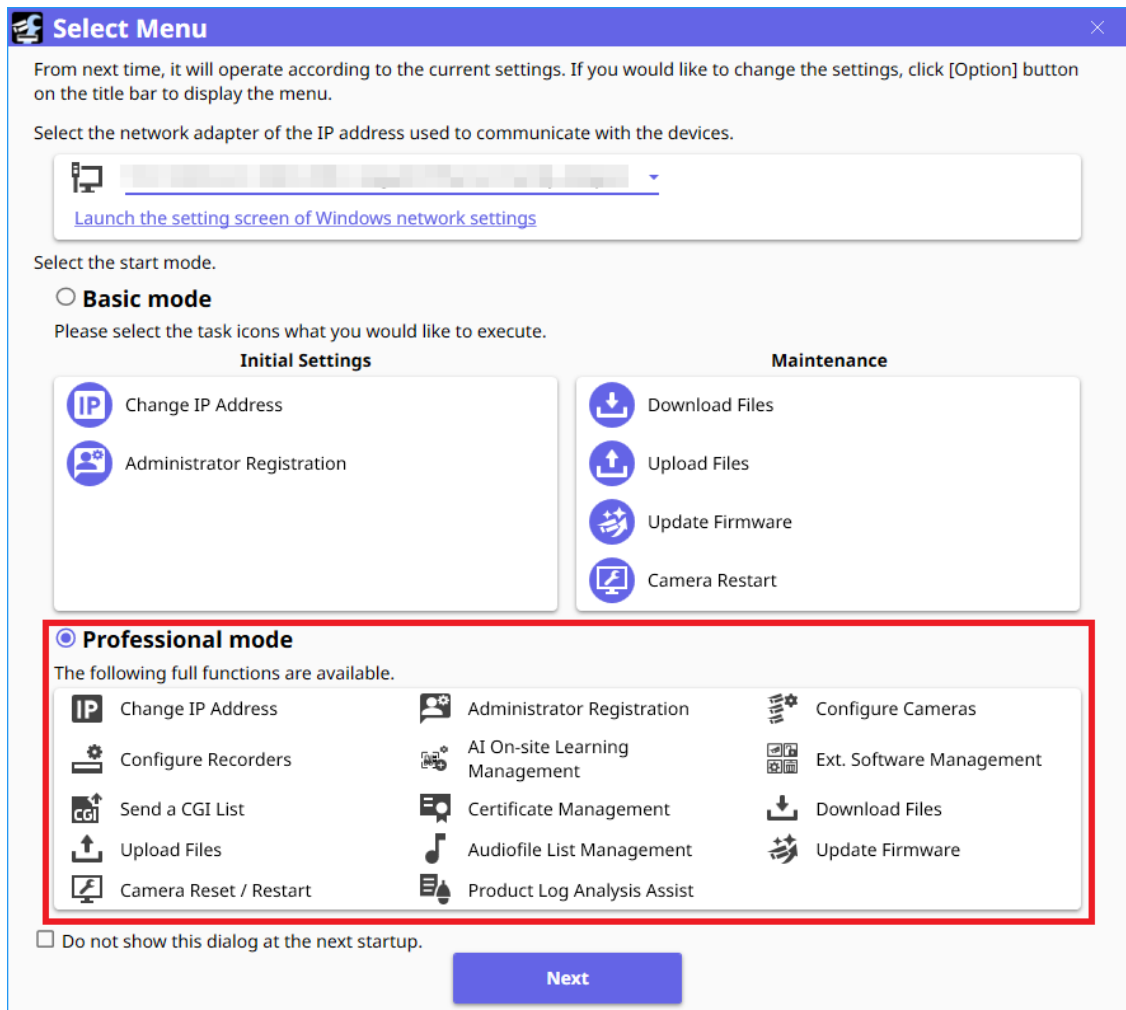 Select Menu
From next time, it will operate according to the current settings. If you would like to change the settings, click [Option] button
on the title bar to display the menu.
Select the network adapter of the IP address used to communicate with the devices.
Launch the setting screen of Windows network settings
Select the start mode.
Basic mode
Please select the task icons what you would like to execute.
Initial Settings
IP Change IP Address
Administrator Registration
Maintenance
Download Files
Upload Files
Update Firmware
Camera Restart
Professional mode
The following full functions are available.
IP Change IP Address
Administrator Registration
Configure Cameras
Configure Recorders
AI On-site Learning
Management
Ext. Software Management
CGI Send a CGI List
Certificate Management
Download Files
Upload Files
Audiofile List Management
Update Firmware
Camera Reset / Restart
Product Log Analysis Assist
Do not show this dialog at the next startup.
Next